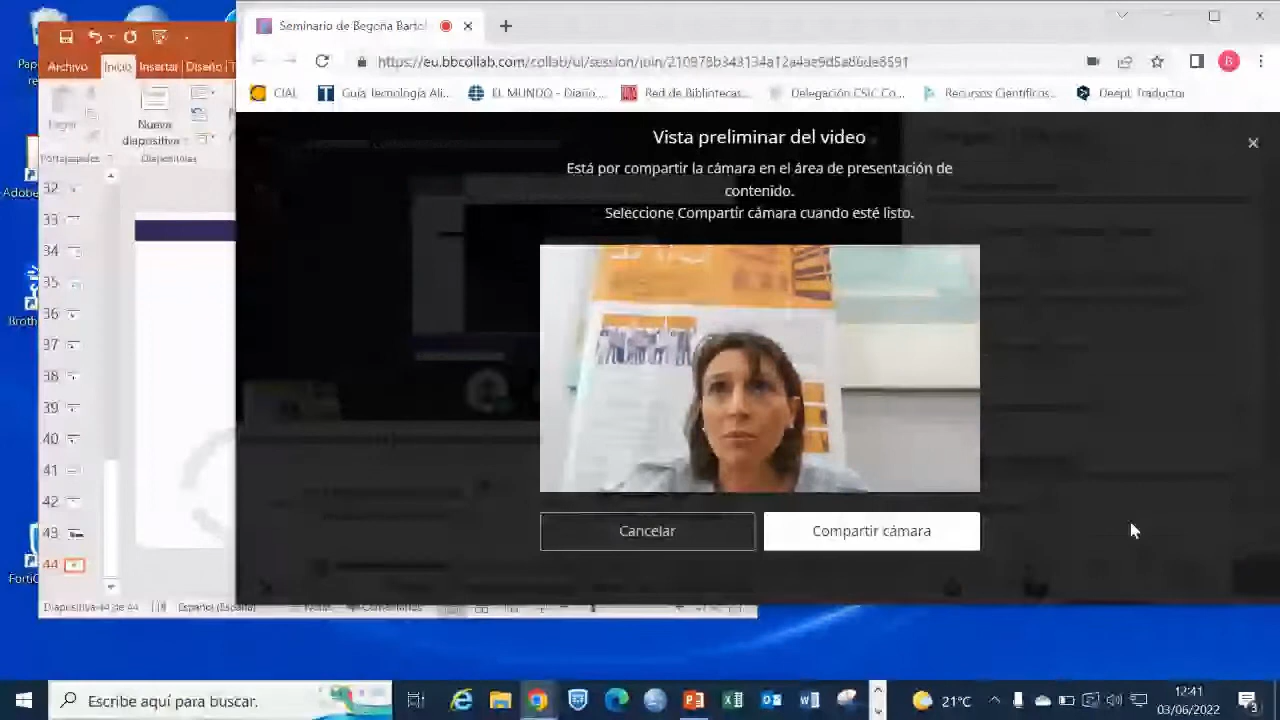 Seminario de Begoña Bartol
https://eu.bbcollab.com/collab/ui/session/join/
CIAL
Guía Tecnología Ali...
EL MUNDO - Diario...
Red de Bibliotecas...
Delegación CSIC Co...
Recursos Científicos...
DeepL Traductor
Archivo
Inicio
Insertar
Diseño
Pegar
Nueva
diapositiva
Portapapeles
Diapositivas
Vista preliminar del video
Está por compartir la cámara en el área de presentación de
contenido.
Seleccione Compartir cámara cuando esté listo.
Cancelar
Compartir cámara
32
33
34
35
36
37
38
39
40
41
42
43
44
Adobe
Broth
FortiC
Diapositiva 44 de 44
Español (España)
Notas
Comentarios
Escribe aquí para buscar.
21°C
12:41
03/06/2022